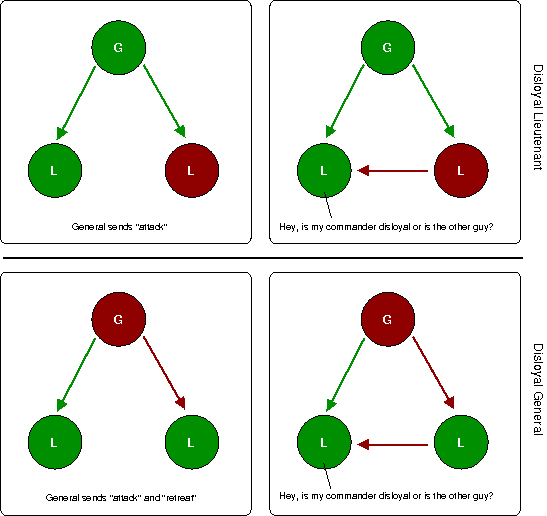 G
L
L
General sends "attack"
G
L
L
Hey, is my commander disloyal or is the other guy?
Disloyal Lieutenant
G
L
L
General sends "attack" and "retreat"
G
L
L
Hey, is my commander disloyal or is the other guy?
Disloyal General